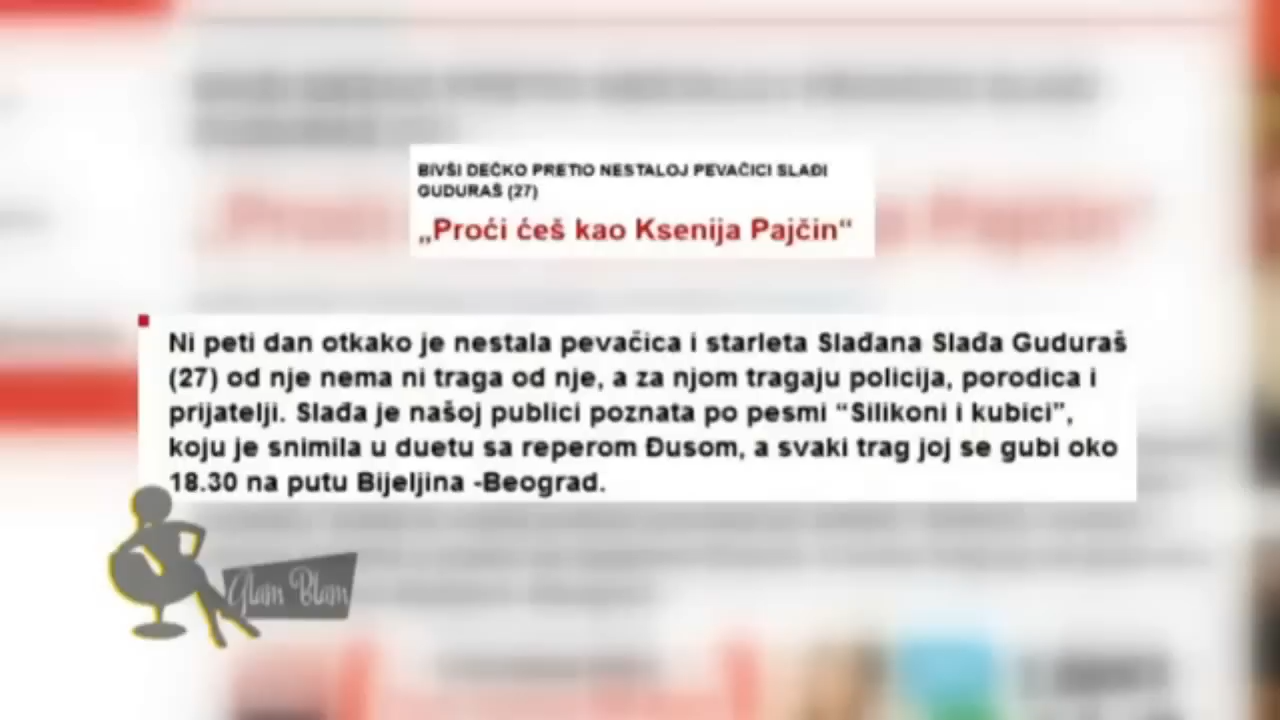 BIVŠI DEČKO PRETIO NESTALOJ PEVAČICI SLAĐI
GUDURAŠ (27)
„Proći ćeš kao Ksenija Pajčin“
Ni peti dan otkako je nestala pevačica i starleta Slađana Slađa Guduraš
(27) od nje nema ni traga od nje, a za njom tragaju policija, porodica i
prijatelji. Slađa je našoj publici poznata po pesmi “Silikoni i kubici”,
koju je snimila u duetu sa reperom Đusom, a svaki trag joj se gubi oko
18.30 na putu Bijeljina -Beograd.
Glam Blam